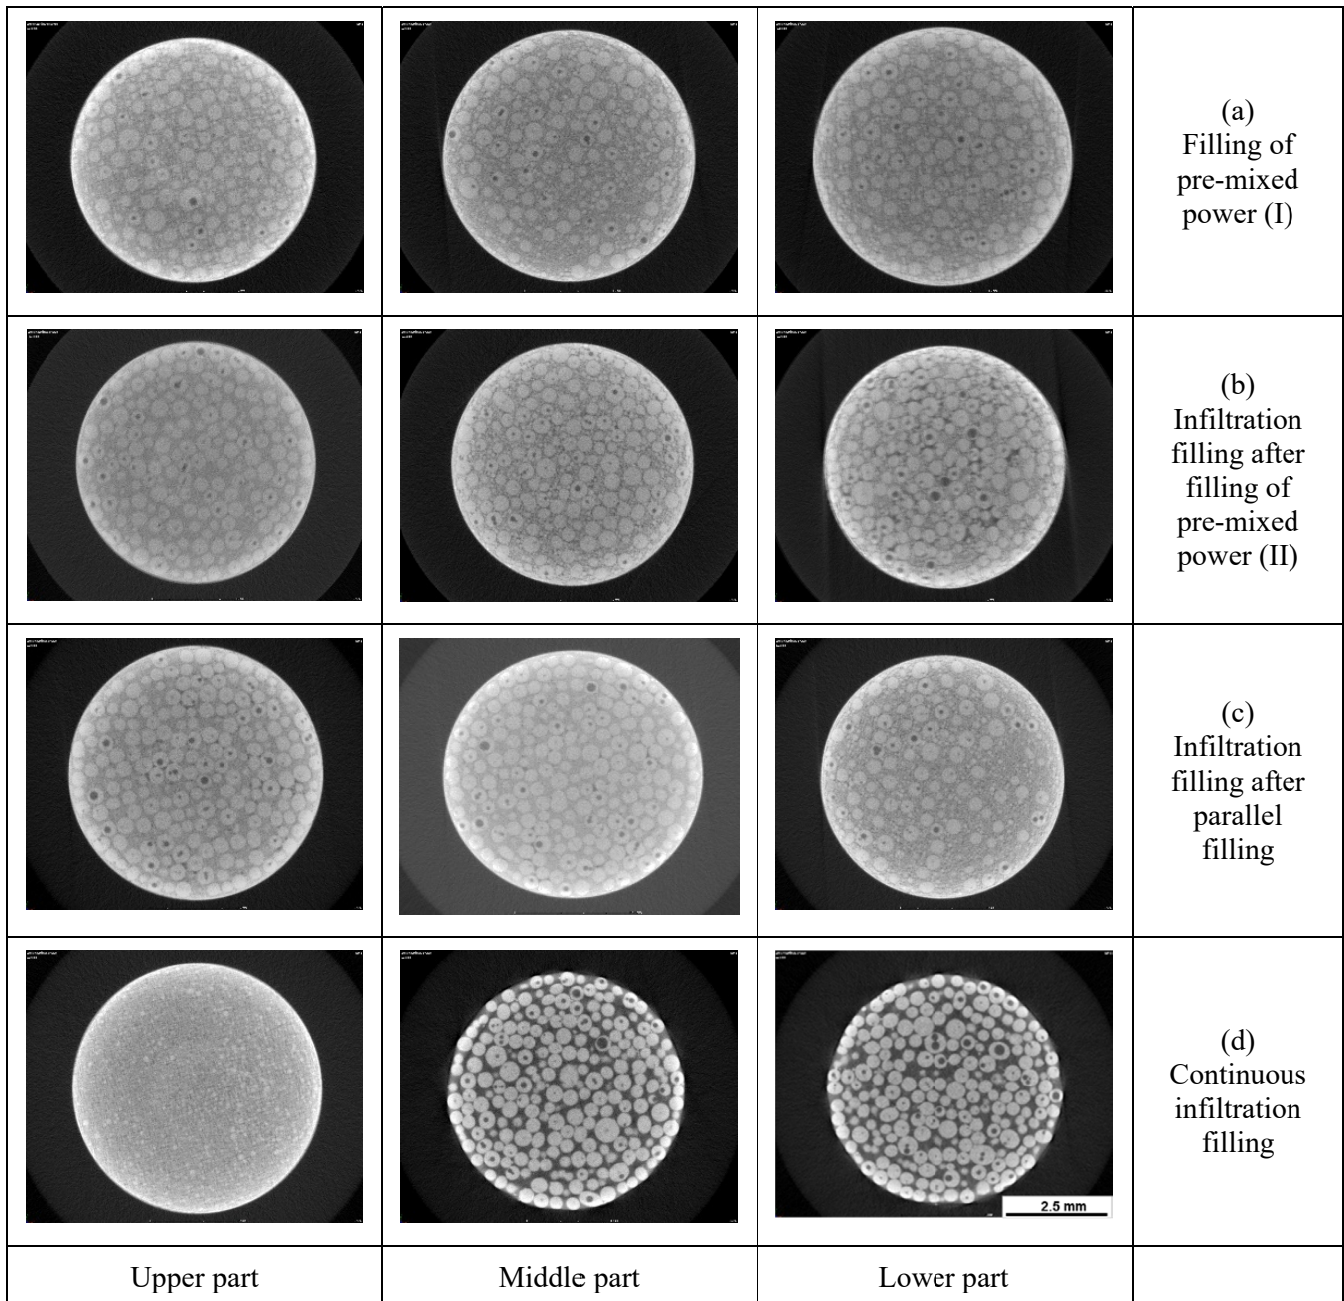 (a)
Filling of
pre-mixed
power (I)
(b)
Infiltration
filling after
filling of
pre-mixed
power (II)
(c)
Infiltration
filling after
parallel
filling
2.5 mm
(d)
Continuous
infiltration
filling
Upper part
Middle part
Lower part